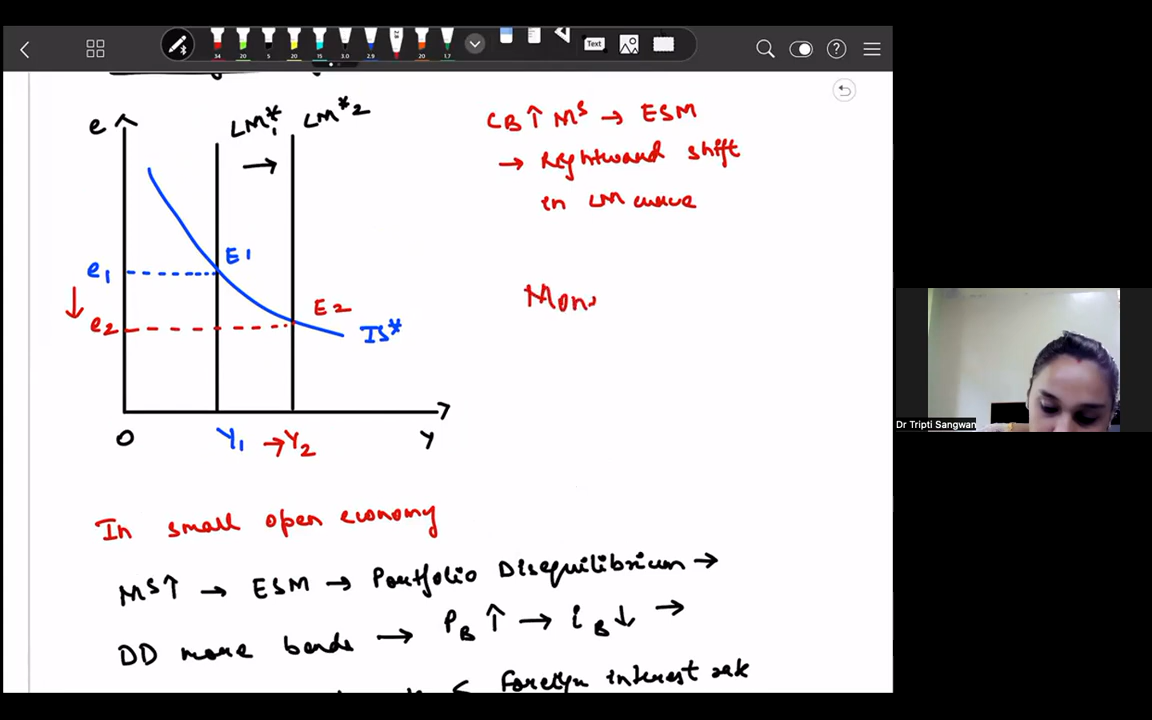 Text
e
LM*1
LM*2
CB↑ Mˢ → ESM
→ Rightward shift
in LM curve
E1
e1
E2
e2
IS*
Mon
0
Y1 → Y2
y
In small open economy
MS↑ → ESM → Portfolio Disequilibrium →
DD more bonds → PB ↑ → iB ↓ →
< Foreign interest rate
Dr Tripti Sangwan